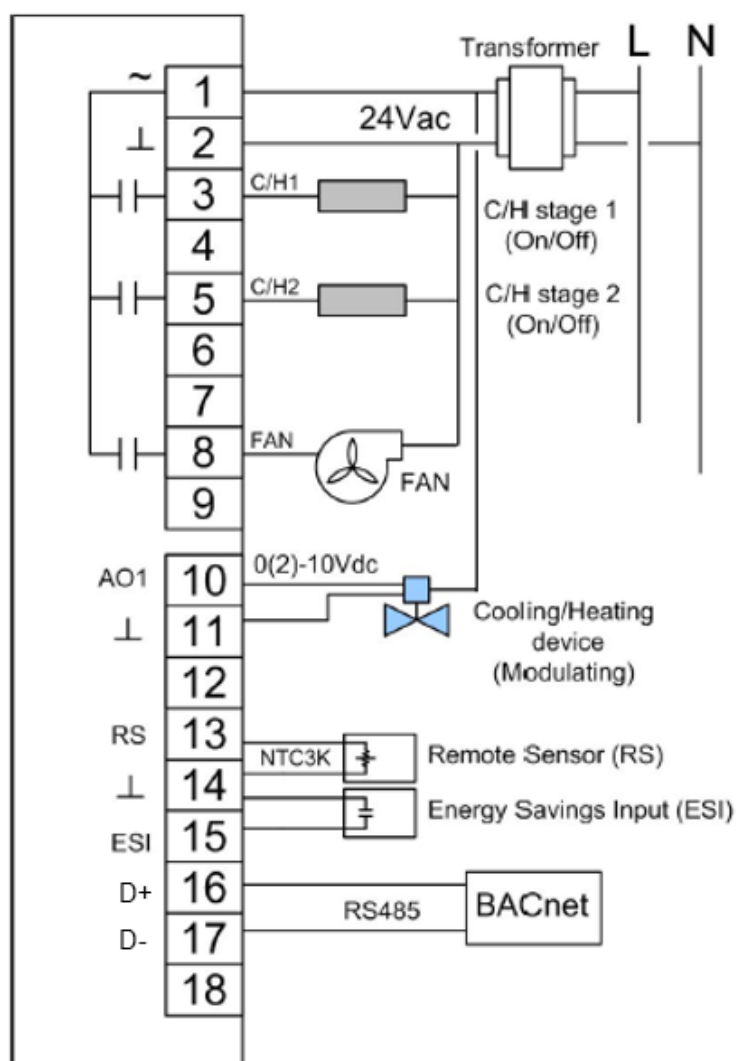 Transformer L N
~ 1
24Vac
⊥ 2
3 C/H1
C/H stage 1
(On/Off)
4
5 C/H2
C/H stage 2
(On/Off)
6
7
8 FAN
FAN
9
AO1 10 0(2)-10Vdc
⊥ 11
Cooling/Heating
device
(Modulating)
12
RS 13
NTC3K
Remote Sensor (RS)
⊥ 14
Energy Savings Input (ESI)
ESI 15
D+ 16
RS485
BACnet
D- 17
18